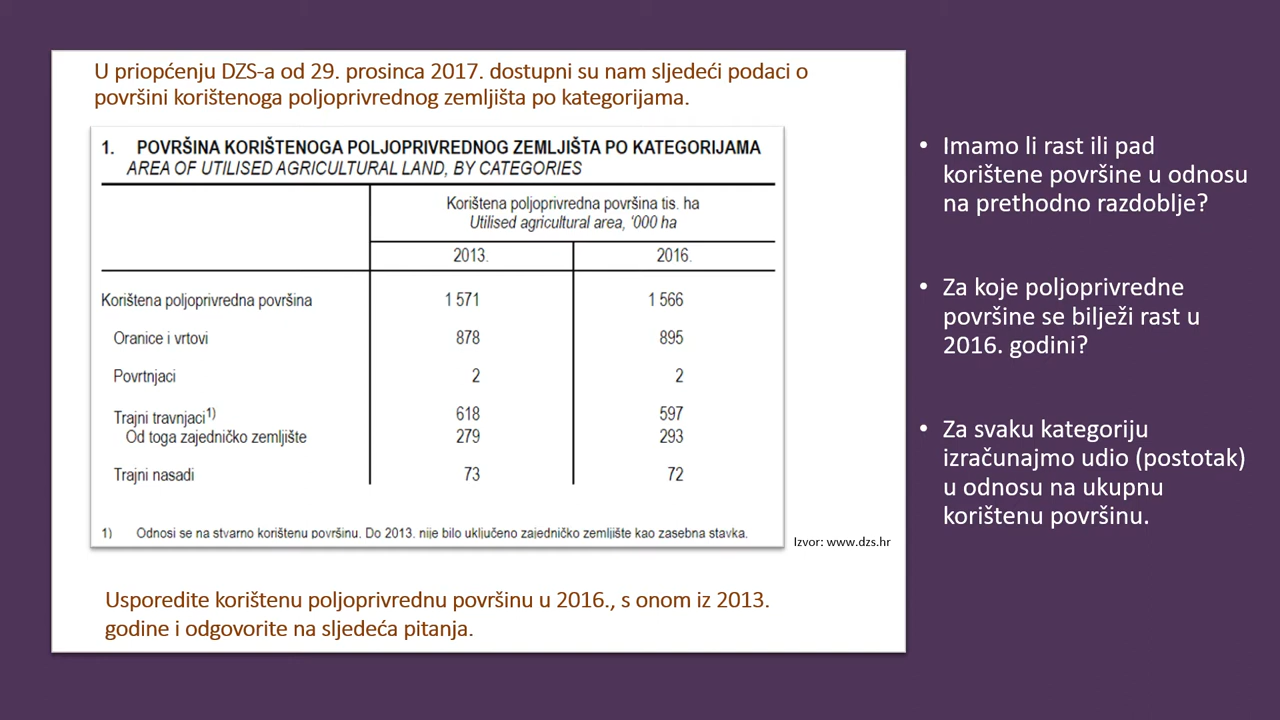 U priopćenju DZS-a od 29. prosinca 2017. dostupni su nam sljedeći podaci o
površini korištenoga poljoprivrednog zemljišta po kategorijama.
1. POVRŠINA KORIŠTENOGA POLJOPRIVREDNOG ZEMLJIŠTA PO KATEGORIJAMA
AREA OF UTILISED AGRICULTURAL LAND, BY CATEGORIES
Korištena poljoprivredna površina tis. ha
Utilised agricultural area, '000 ha
2013. 2016.
Korištena poljoprivredna površina 1 571 1 566
Oranice i vrtovi 878 895
Povrtnjaci 2 2
Trajni travnjaci1) 618 597
Od toga zajedničko zemljište 279 293
Trajni nasadi 73 72
1) Odnosi se na stvarno korištenu površinu. Do 2013. nije bilo uključeno zajedničko zemljište kao zasebna stavka.
Izvor: www.dzs.hr
Usporedite korištenu poljoprivrednu površinu u 2016., s onom iz 2013.
godine i odgovorite na sljedeća pitanja.
• Imamo li rast ili pad
korištene površine u odnosu
na prethodno razdoblje?
• Za koje poljoprivredne
površine se bilježi rast u
2016. godini?
• Za svaku kategoriju
izračunajmo udio (postotak)
u odnosu na ukupnu
korištenu površinu.